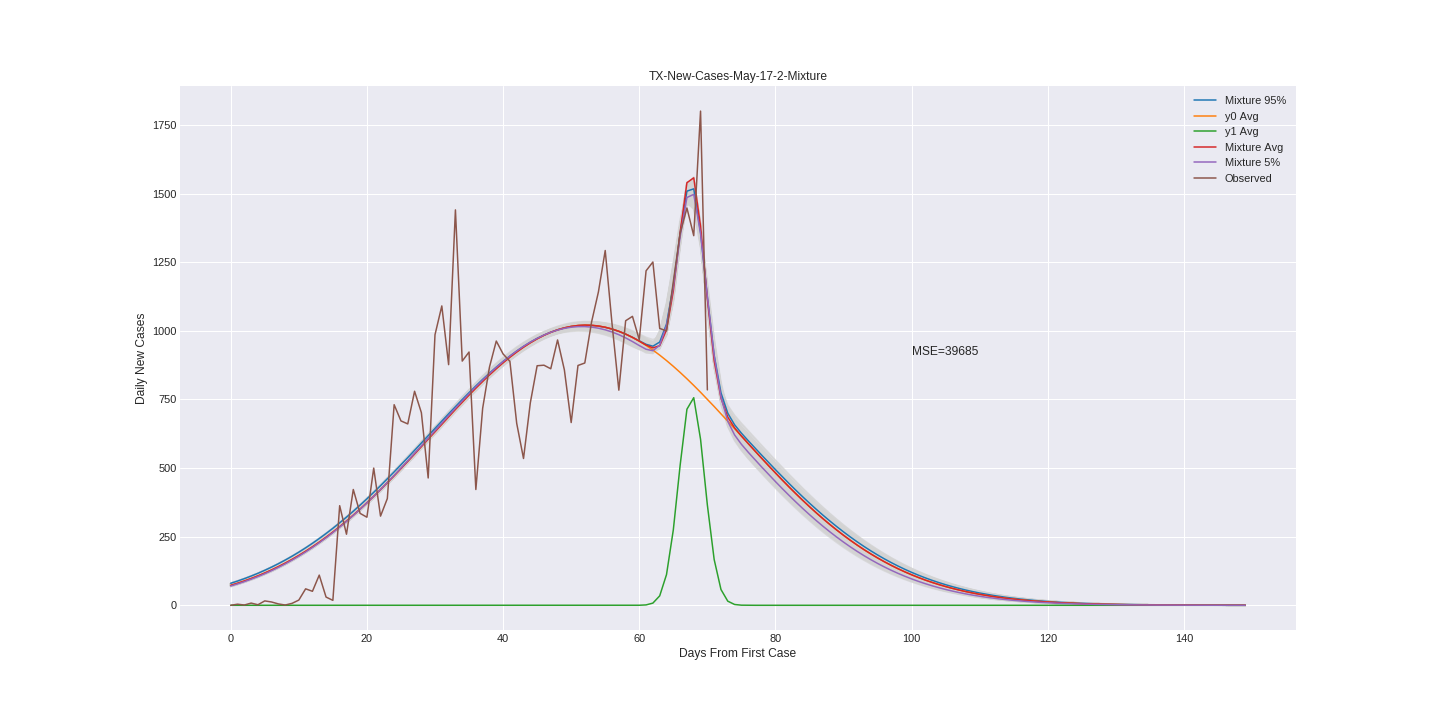 TX-New-Cases-May-17-2-Mixture
Mixture 95%
y0 Avg
y1 Avg
Mixture Avg
Mixture 5%
Observed
1750
1500
1250
1000
750
500
250
0
Daily New Cases
MSE=39685
0 20 40 60 80 100 120 140
Days From First Case